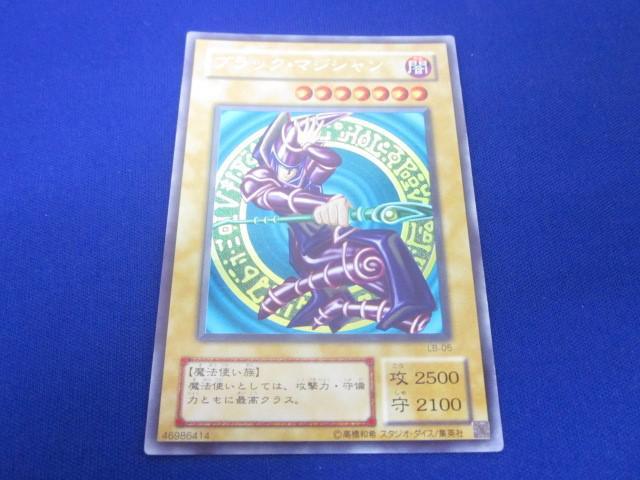 ブラック・マジシャン
闇
LB-05
【魔法使い族】
魔法使いとしては、攻撃力・守備
力ともに最高クラス。
攻 2500
守 2100
46986414
©高橋和希 スタジオ・ダイス/集英社